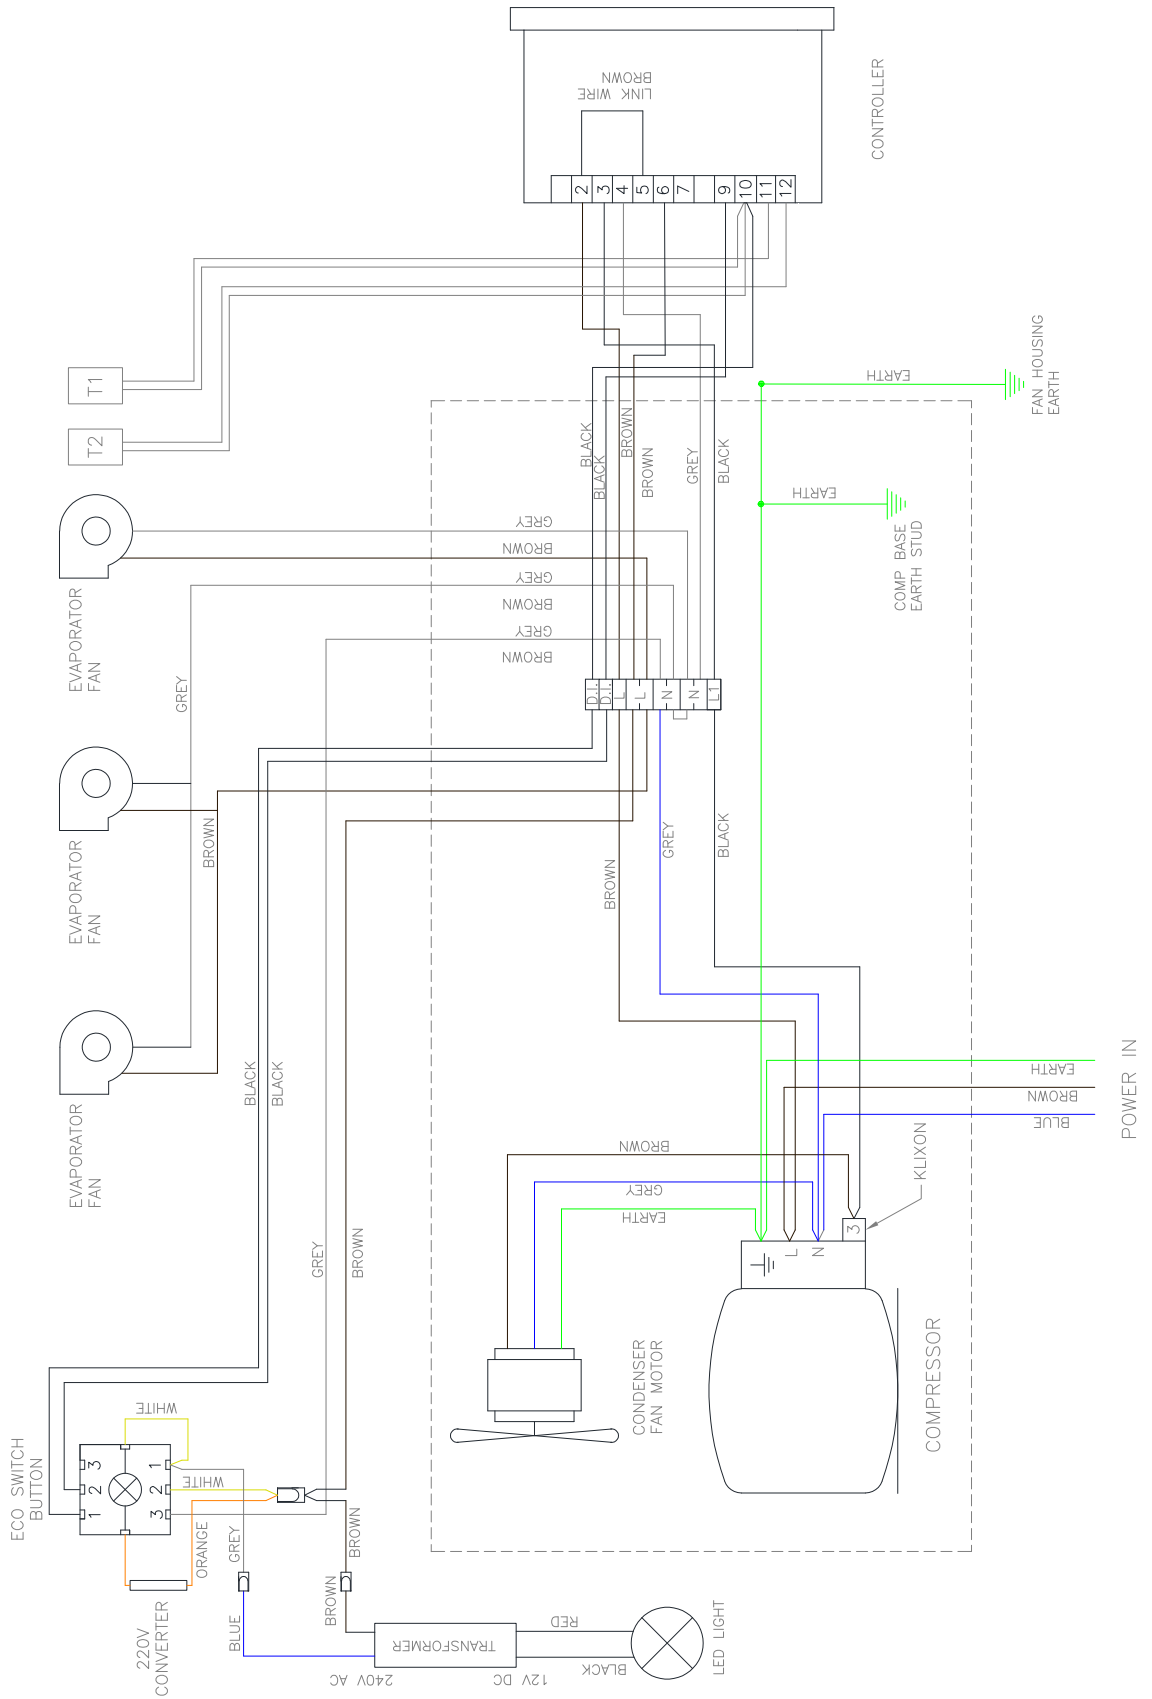 BROWN
LINK WIRE
CONTROLLER
2
3
4
5
6
7
9
10
11
12
T1
T2
FAN HOUSING
EARTH
EARTH
EARTH
COMP BASE
EARTH STUD
BLACK
BLACK
BROWN
BROWN
GREY
BLACK
GREY
BROWN
GREY
BROWN
GREY
BROWN
EVAPORATOR
FAN
GREY
D.I.
D.I.
L
L
N
N
L1
EVAPORATOR
FAN
BROWN
BROWN
GREY
BLACK
EVAPORATOR
FAN
BLACK
BLACK
EARTH
BROWN
BLUE
POWER IN
BROWN
GREY
EARTH
KLIXON
3
L
N
GREY
BROWN
CONDENSER
FAN MOTOR
COMPRESSOR
ECO SWITCH
BUTTON
WHITE
3
2
1
1
2
3
WHITE
ORANGE
GREY
BROWN
220V
CONVERTER
BLUE
BROWN
TRANSFORMER
240V AC
12V DC
RED
BLACK
LED LIGHT